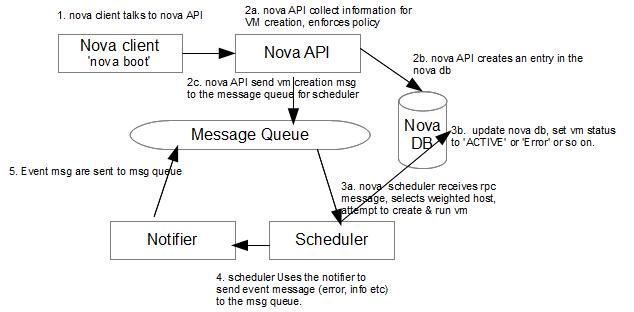 1. nova client talks to nova API
2a. nova API collect information for
VM creation, enforces policy
Nova client
'nova boot'
Nova API
2b. nova API creates an entry in the
nova db
2c. nova API send vm creation msg
to the message queue for scheduler
Message Queue
Nova
DB
3b. update nova db, set vm status
to 'ACTIVE' or 'Error' or so on.
5. Event msg are sent to msg queue
3a. nova scheduler receives rpc
message, selects weighted host,
attempt to create & run vm
Notifier
Scheduler
4. scheduler Uses the notifier to
send event message (error, info etc)
to the msg queue.